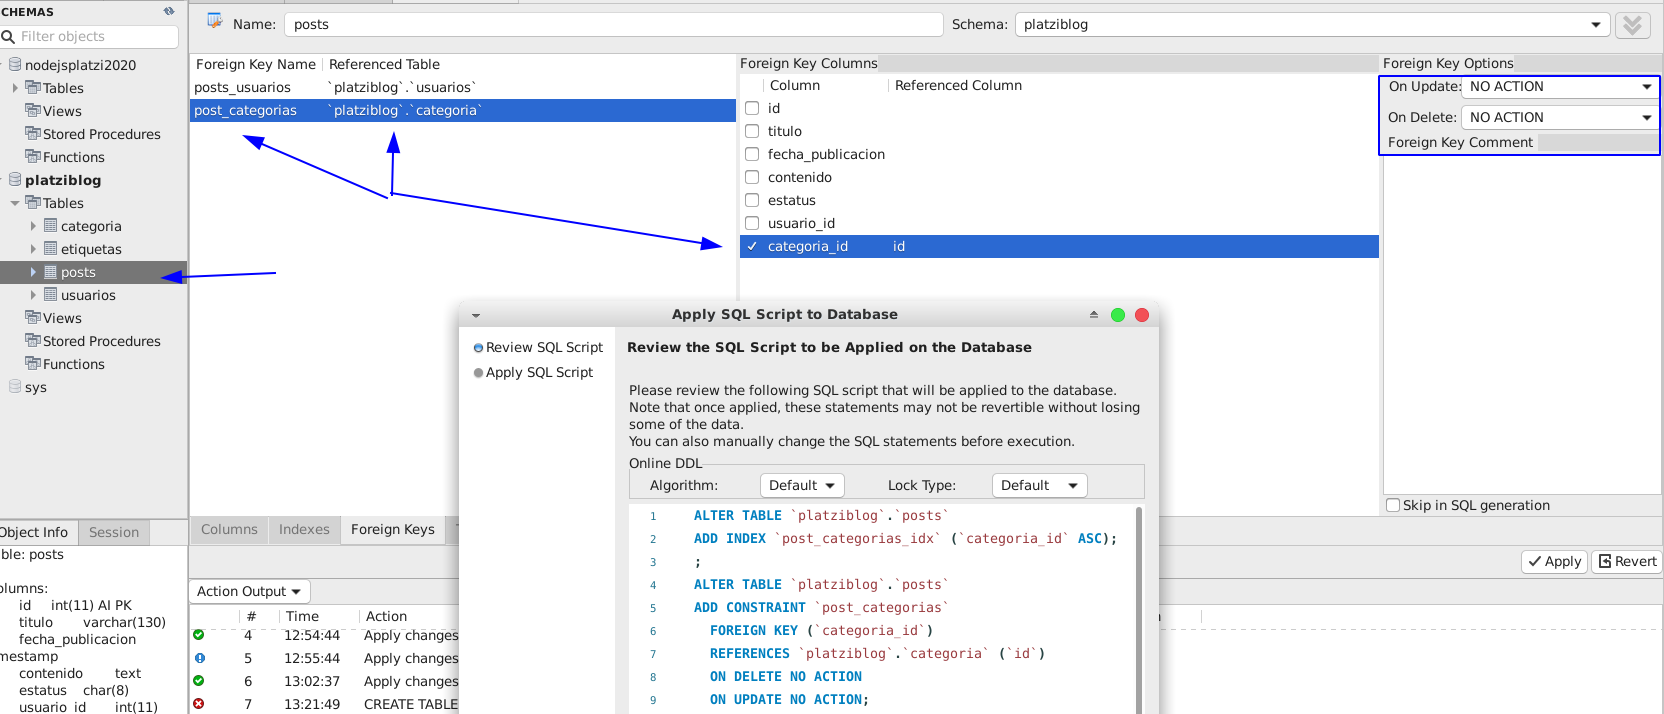 CHEMAS
Filter objects
nodejsplatzi2020
Tables
Views
Stored Procedures
Functions
platziblog
Tables
categoria
etiquetas
posts
usuarios
Views
Stored Procedures
Functions
sys
Object Info Session
ble: posts
olumns:
id int(11) AI PK
titulo varchar(130)
fecha_publicacion
mestamp
contenido text
estatus char(8)
usuario_id int(11)
Name: posts Schema: platziblog
Foreign Key Name Referenced Table
posts_usuarios `platziblog`.`usuarios`
post_categorias `platziblog`.`categoria`
Foreign Key Columns
Column Referenced Column
id
titulo
fecha_publicacion
contenido
estatus
usuario_id
categoria_id id
Foreign Key Options
On Update: NO ACTION
On Delete: NO ACTION
Foreign Key Comment
Skip in SQL generation
Columns Indexes Foreign Keys
Apply Revert
Action Output
# Time Action
4 12:54:44 Apply changes
5 12:55:44 Apply changes
6 13:02:37 Apply changes
7 13:21:49 CREATE TABLE
Apply SQL Script to Database
Review SQL Script
Apply SQL Script
Review the SQL Script to be Applied on the Database
Please review the following SQL script that will be applied to the database.
Note that once applied, these statements may not be revertible without losing
some of the data.
You can also manually change the SQL statements before execution.
Online DDL
Algorithm: Default Lock Type: Default
1 ALTER TABLE `platziblog`.`posts`
2 ADD INDEX `post_categorias_idx` (`categoria_id` ASC);
3 ;
4 ALTER TABLE `platziblog`.`posts`
5 ADD CONSTRAINT `post_categorias`
6 FOREIGN KEY (`categoria_id`)
7 REFERENCES `platziblog`.`categoria` (`id`)
8 ON DELETE NO ACTION
9 ON UPDATE NO ACTION;